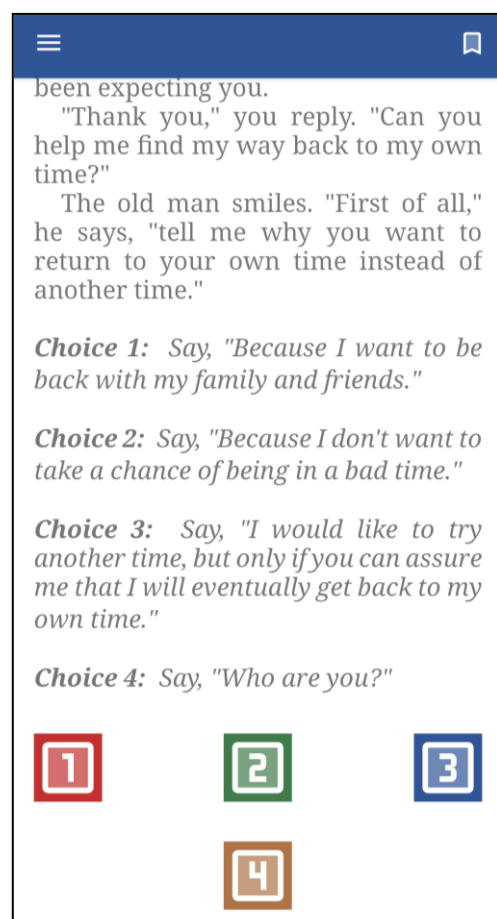 been expecting you.
"Thank you," you reply. "Can you
help me find my way back to my own
time?"
The old man smiles. "First of all,"
he says, "tell me why you want to
return to your own time instead of
another time."
Choice 1: Say, "Because I want to be
back with my family and friends."
Choice 2: Say, "Because I don't want to
take a chance of being in a bad time."
Choice 3: Say, "I would like to try
another time, but only if you can assure
me that I will eventually get back to my
own time."
Choice 4: Say, "Who are you?"
1 2 3
4